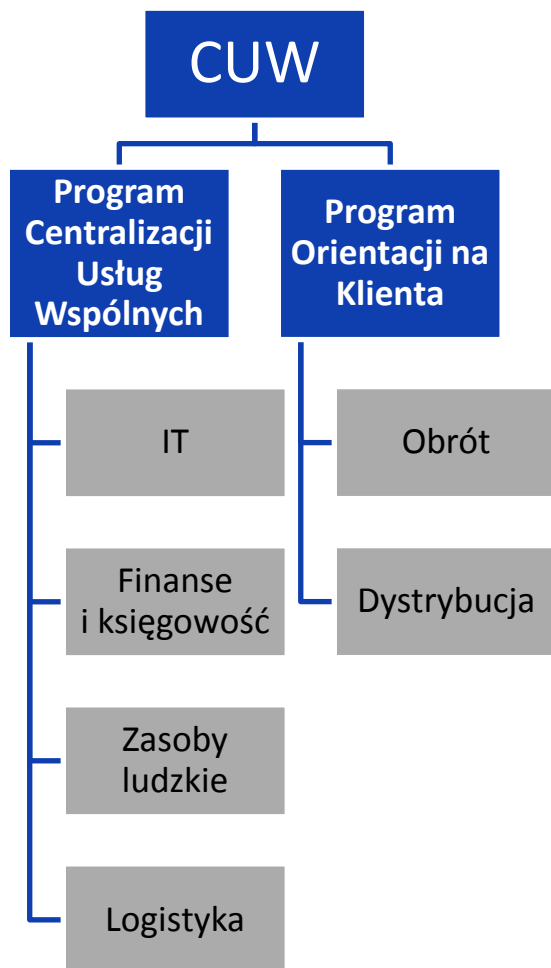 CUW
Program
Centralizacji
Usług
Wspólnych
Program
Orientacji na
Klienta
IT
Finanse
i księgowość
Zasoby
ludzkie
Logistyka
Obrót
Dystrybucja